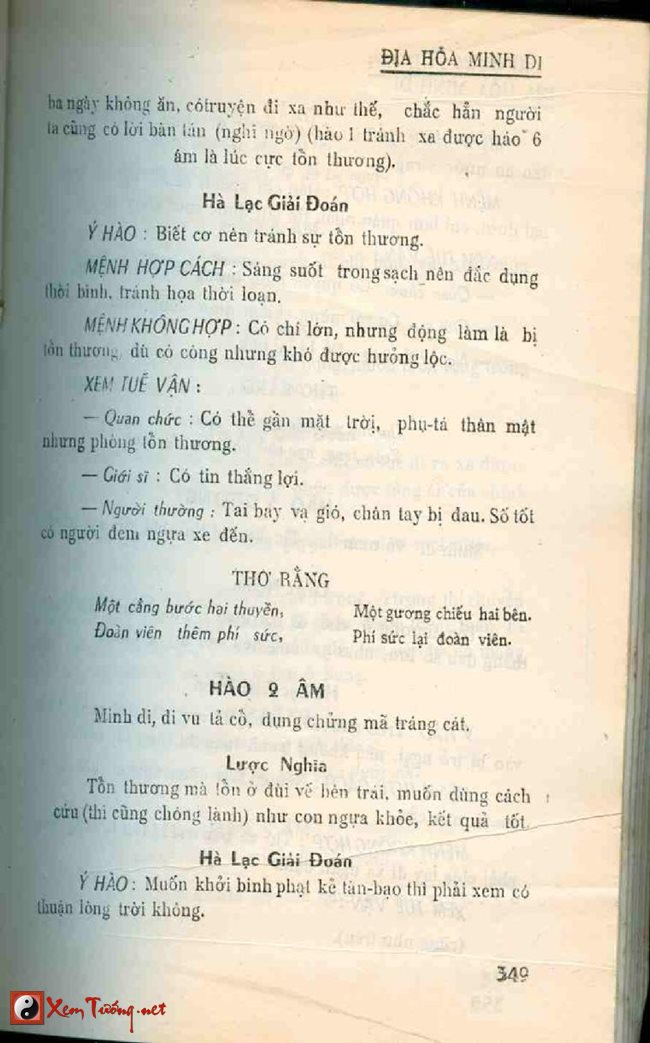 ĐỊA HỎA MINH DI
ba ngày không ăn, có truyện đi xa như thế, chắc hẳn người
ta cũng có lời bàn tán (nghi ngờ) (hào 1 tránh xa được hào 6
ám là lúc cực tổn thương).
Hà Lạc Giải Đoán
Ý HÀO : Biết cơ nên tránh sự tổn thương.
MỆNH HỢP CÁCH : Sáng suốt trong sạch nên đắc dụng
thời bình, tránh họa thời loạn.
MỆNH KHÔNG HỢP : Có chí lớn, nhưng động làm là bị
tổn thương, dù có công nhưng khó được hưởng lộc.
XEM TUẾ VẬN :
— Quan chức : Có thể gần mặt trời, phụ-tá thân mật
nhưng phòng tổn thương.
— Giới sĩ : Có tin thắng lợi.
— Người thường : Tai bay vạ gió, chân tay bị đau. Số tốt
có người đem ngựa xe đến.
THƠ RẰNG
Một cẳng bước hai thuyền, Một gương chiếu hai bên.
Đoàn viên thêm phí sức, Phí sức lại đoàn viên.
HÀO 2 ÂM
Minh di, di vu tả cổ, dụng chửng mã tráng cát.
Lược Nghĩa
Tổn thương mà tổn ở đùi vế bên trái, muốn dùng cách
cứu (thì cũng chóng lành) như con ngựa khỏe, kết quả tốt.
Hà Lạc Giải Đoán
Ý HÀO : Muốn khởi binh phạt kẻ tàn-bạo thì phải xem có
thuận lòng trời không.
349
XemTướng.net